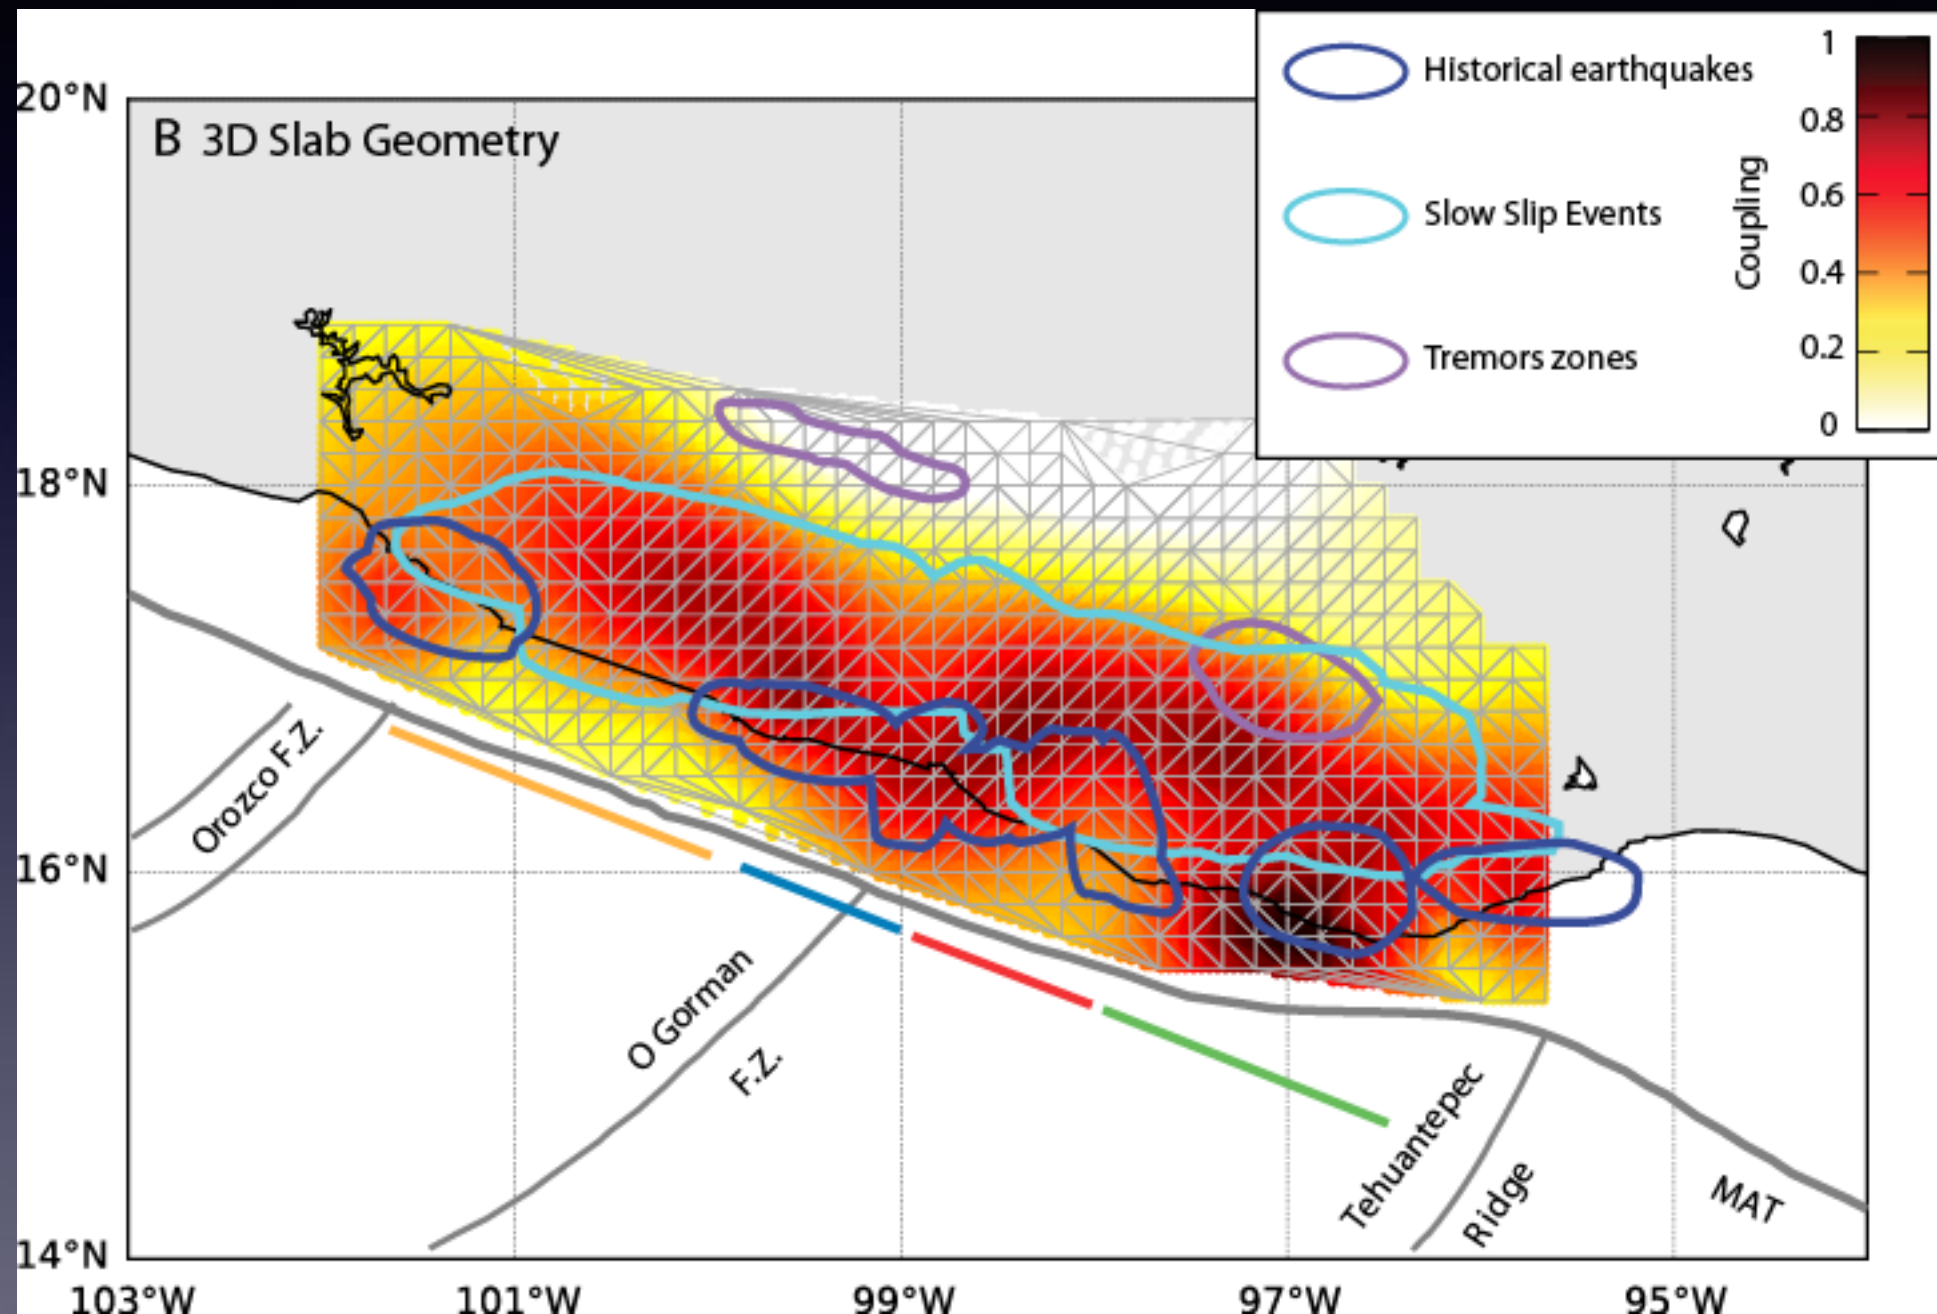 Historical earthquakes
Slow Slip Events
Tremors zones
Coupling
1
0.8
0.6
0.4
0.2
0
20°N
B 3D Slab Geometry
18°N
16°N
14°N
Orozco F.Z.
O Gorman
F.Z.
Tehuantepec
Ridge
MAT
103°W 101°W 99°W 97°W 95°W